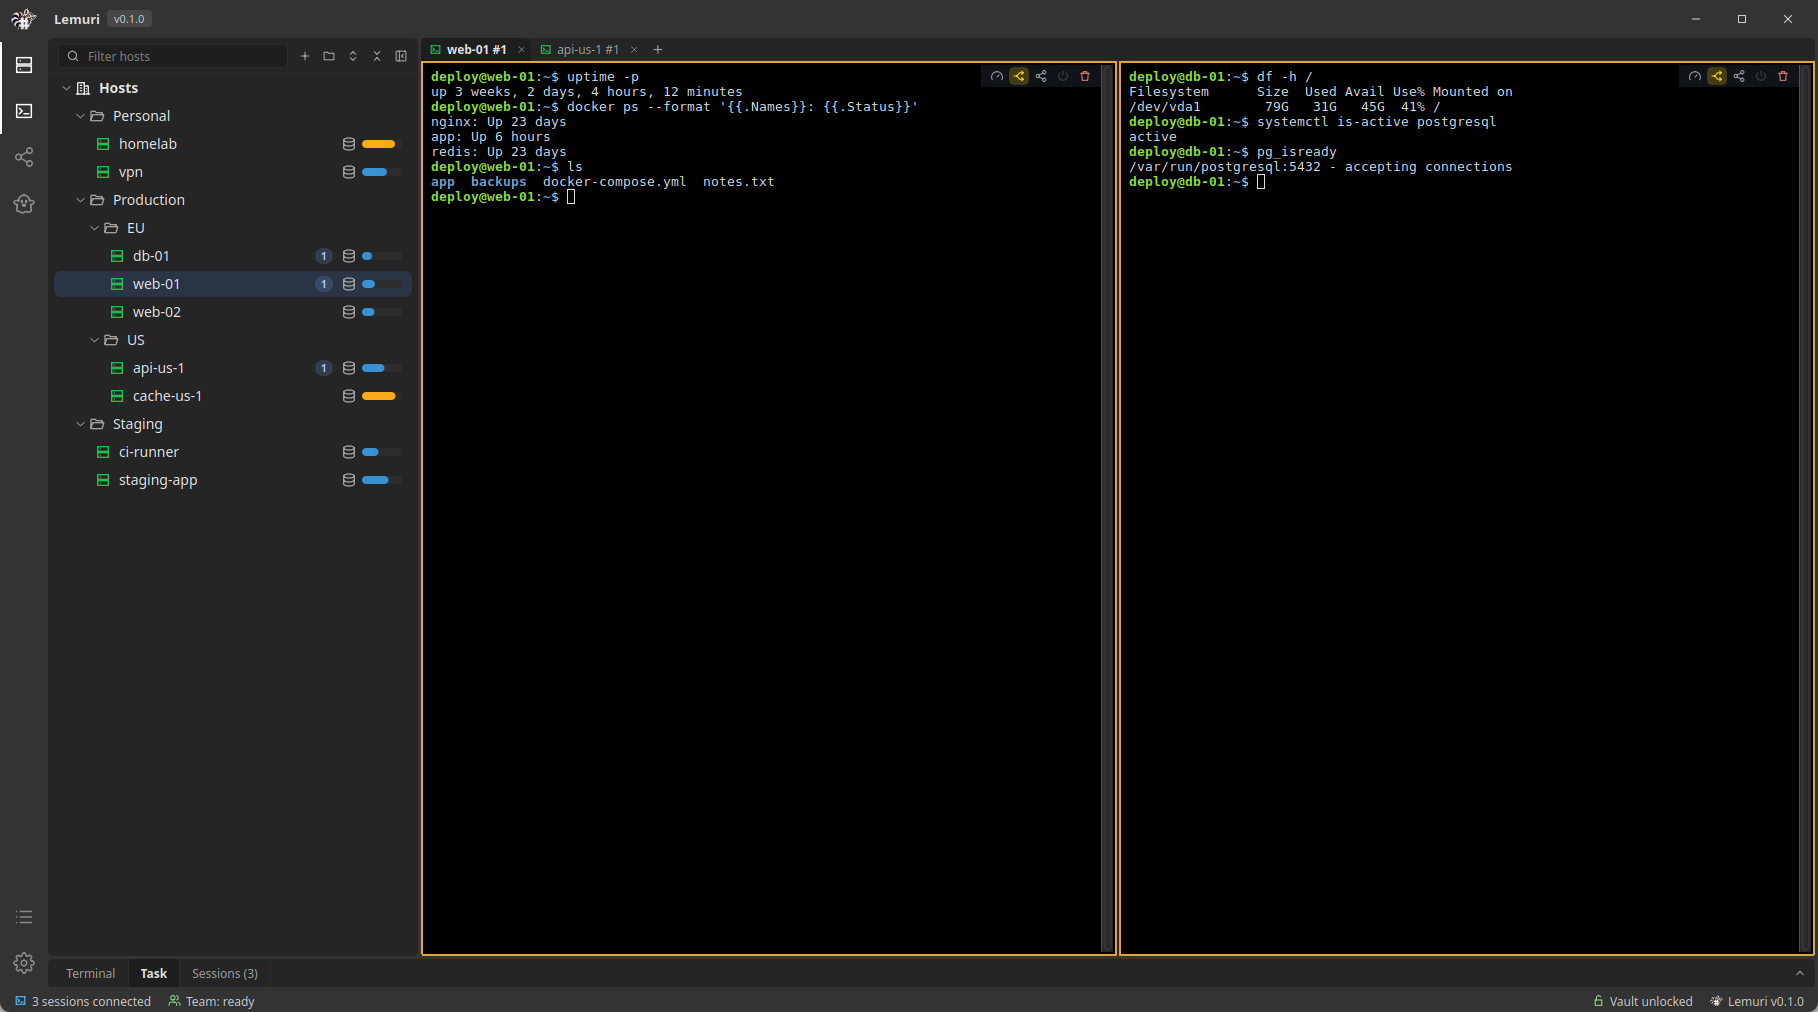 Lemuri v0.1.0
Filter hosts
Hosts
Personal
homelab
vpn
Production
EU
db-01 1
web-01 1
web-02
US
api-us-1 1
cache-us-1
Staging
ci-runner
staging-app
web-01 #1
api-us-1 #1
deploy@web-01:~$ uptime -p
up 3 weeks, 2 days, 4 hours, 12 minutes
deploy@web-01:~$ docker ps --format '{{.Names}}: {{.Status}}'
nginx: Up 23 days
app: Up 6 hours
redis: Up 23 days
deploy@web-01:~$ ls
app  backups  docker-compose.yml  notes.txt
deploy@web-01:~$
deploy@db-01:~$ df -h /
Filesystem      Size  Used Avail Use% Mounted on
/dev/vda1        79G   31G   45G  41% /
deploy@db-01:~$ systemctl is-active postgresql
active
deploy@db-01:~$ pg_isready
/var/run/postgresql:5432 - accepting connections
deploy@db-01:~$
Terminal Task Sessions (3)
3 sessions connected Team: ready Vault unlocked Lemuri v0.1.0